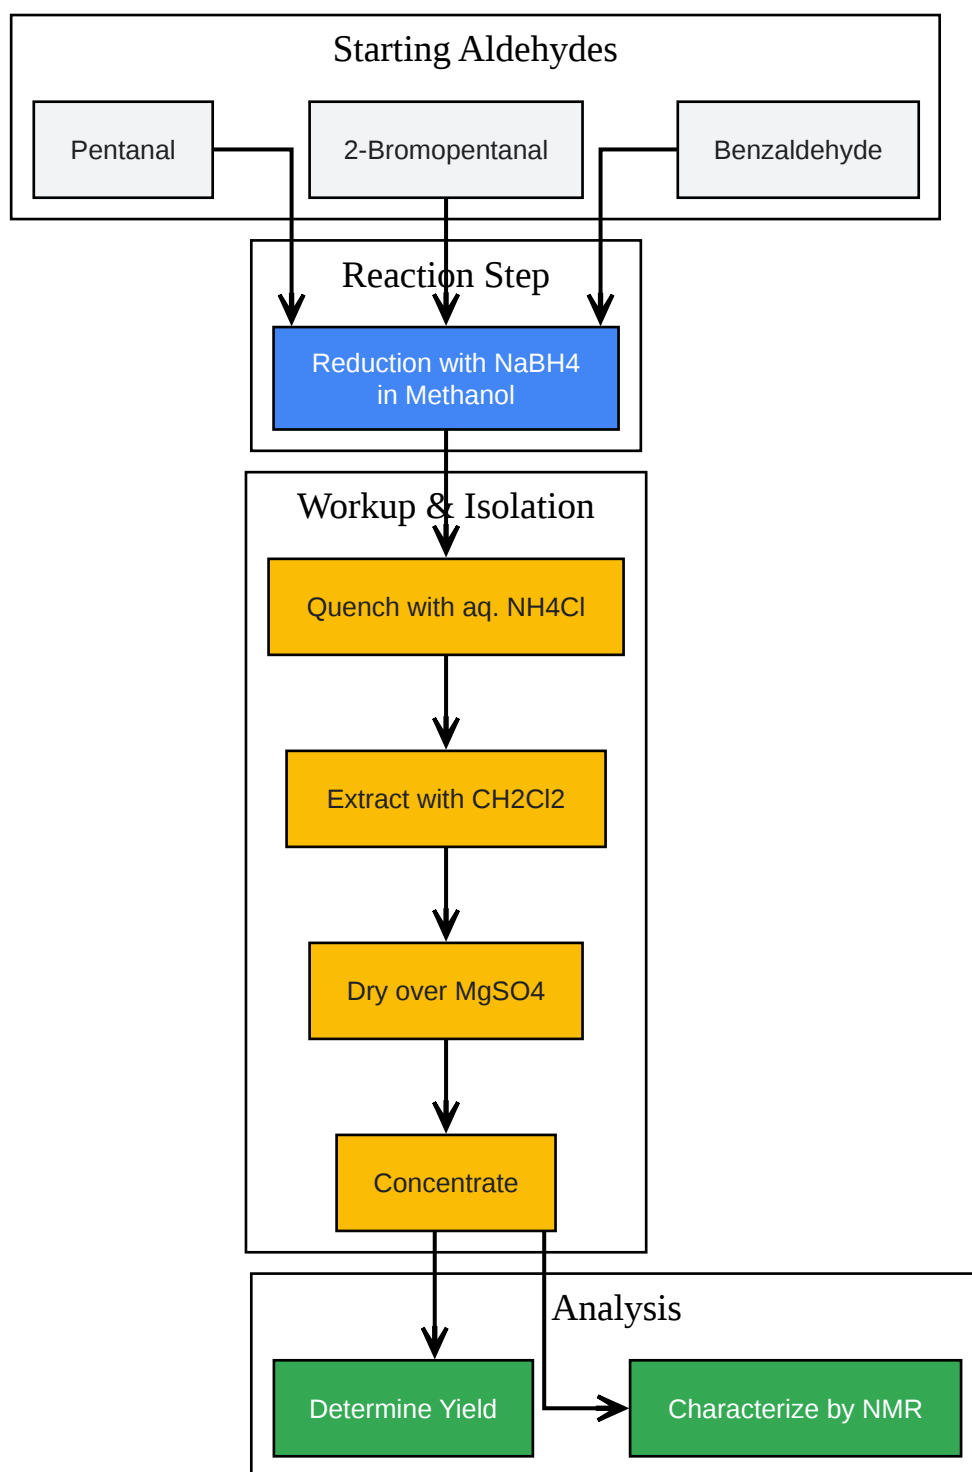 Starting Aldehydes
Pentanal
2-Bromopentanal
Benzaldehyde
Reaction Step
Reduction with NaBH4
in Methanol
Workup & Isolation
Quench with aq. NH4Cl
Extract with CH2Cl2
Dry over MgSO4
Concentrate
Analysis
Determine Yield
Characterize by NMR